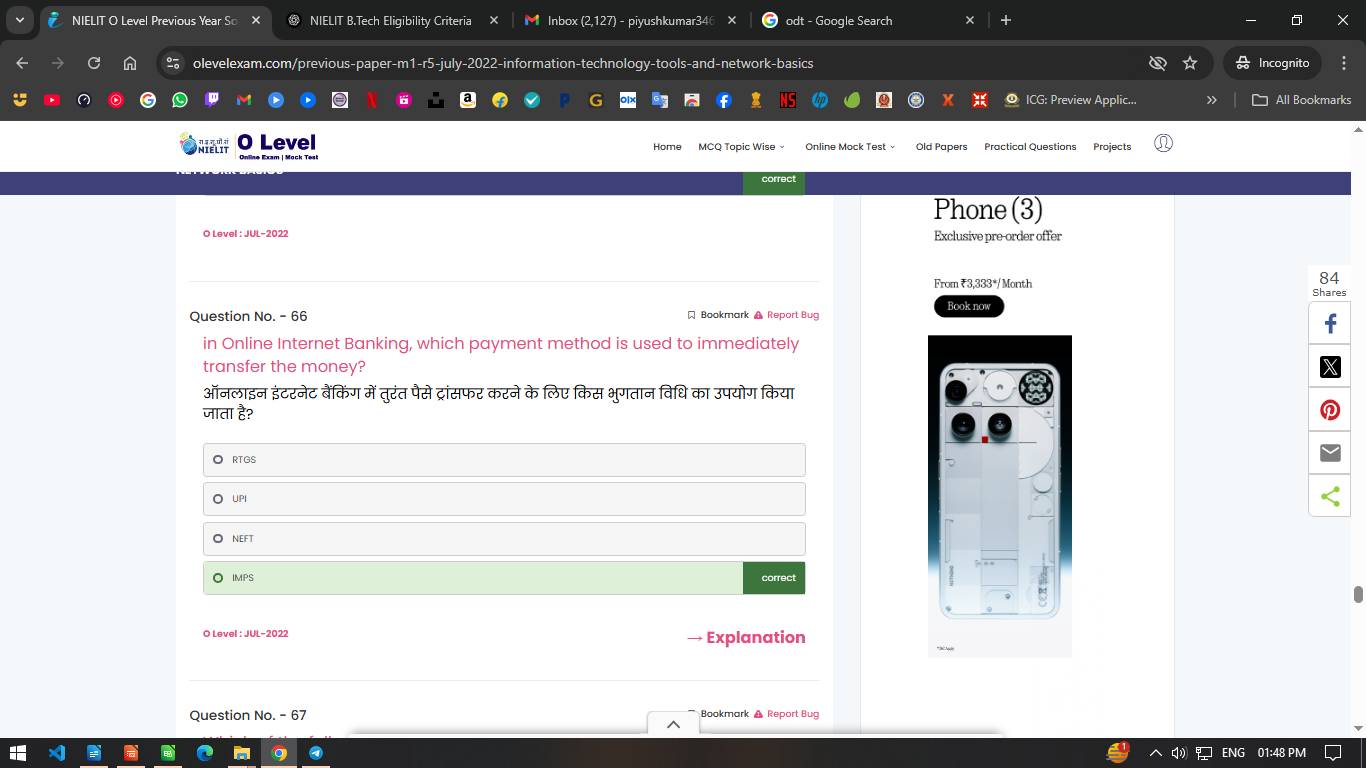 NIELIT O Level Previous Year So
NIELIT B.Tech Eligibility Criteria
Inbox (2,127) - piyushkumar346
odt - Google Search
olevelexam.com/previous-paper-m1-r5-july-2022-information-technology-tools-and-network-basics
Incognito
ICG: Preview Applic...
All Bookmarks
NIELIT
O Level
Online Exam | Mock Test
Home
MCQ Topic Wise
Online Mock Test
Old Papers
Practical Questions
Projects
NETWORK BASICS
correct
O Level : JUL-2022
Phone (3)
Exclusive pre-order offer
From ₹3,333*/Month
Book now
84
Shares
Question No. - 66
Bookmark
Report Bug
in Online Internet Banking, which payment method is used to immediately
transfer the money?
ऑनलाइन इंटरनेट बैंकिंग में तुरंत पैसे ट्रांसफर करने के लिए किस भुगतान विधि का उपयोग किया
जाता है?
RTGS
UPI
NEFT
IMPS
correct
O Level : JUL-2022
→ Explanation
Question No. - 67
Bookmark
Report Bug
ENG
01:48 PM